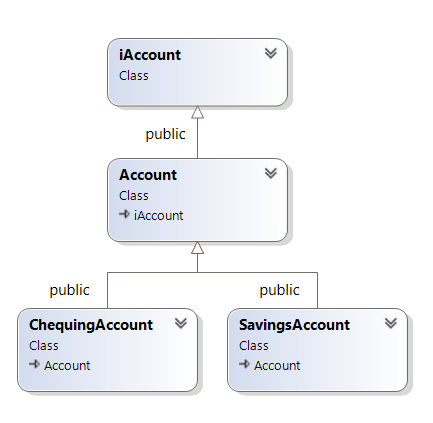 iAccount
Class
public
Account
Class
iAccount
public
public
ChequingAccount
Class
Account
SavingsAccount
Class
Account